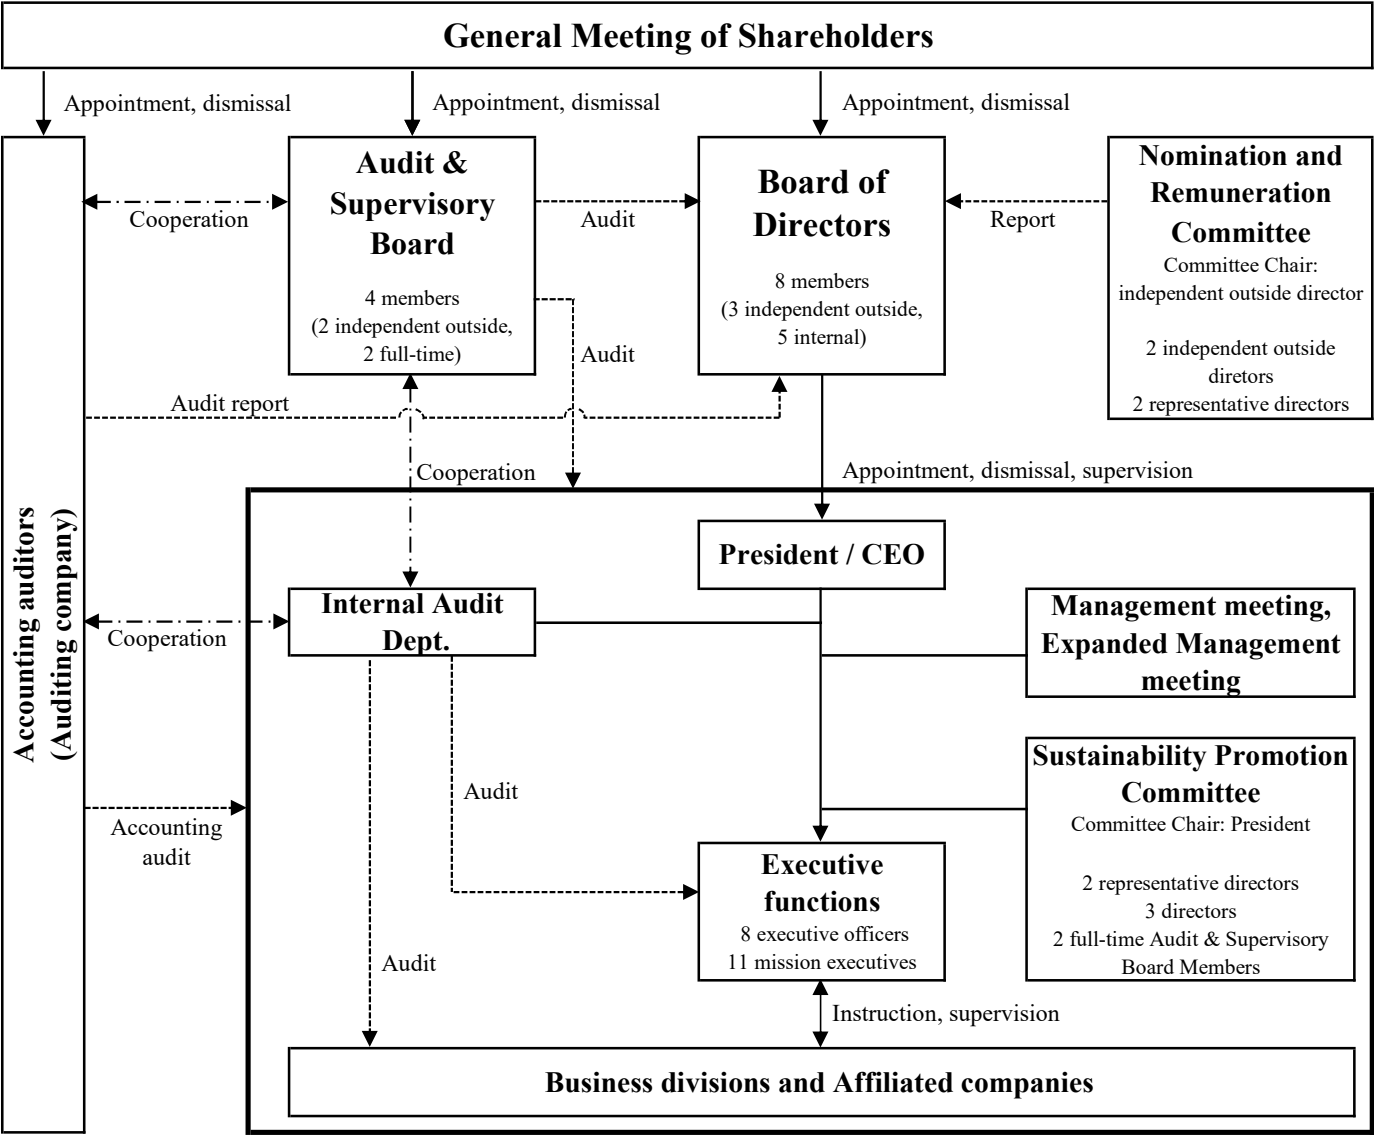 General Meeting of Shareholders
Appointment, dismissal
Appointment, dismissal
Appointment, dismissal
Accounting auditors
(Auditing company)
Cooperation
Audit &
Supervisory
Board
4 members
(2 independent outside,
2 full-time)
Audit
Board of
Directors
8 members
(3 independent outside,
5 internal)
Report
Nomination and
Remuneration
Committee
Committee Chair:
independent outside director
2 independent outside
diretors
2 representative directors
Audit
Audit report
Cooperation
Appointment, dismissal, supervision
President / CEO
Internal Audit
Dept.
Cooperation
Management meeting,
Expanded Management
meeting
Sustainability Promotion
Committee
Committee Chair: President
2 representative directors
3 directors
2 full-time Audit & Supervisory
Board Members
Audit
Accounting
audit
Executive
functions
8 executive officers
11 mission executives
Audit
Instruction, supervision
Business divisions and Affiliated companies